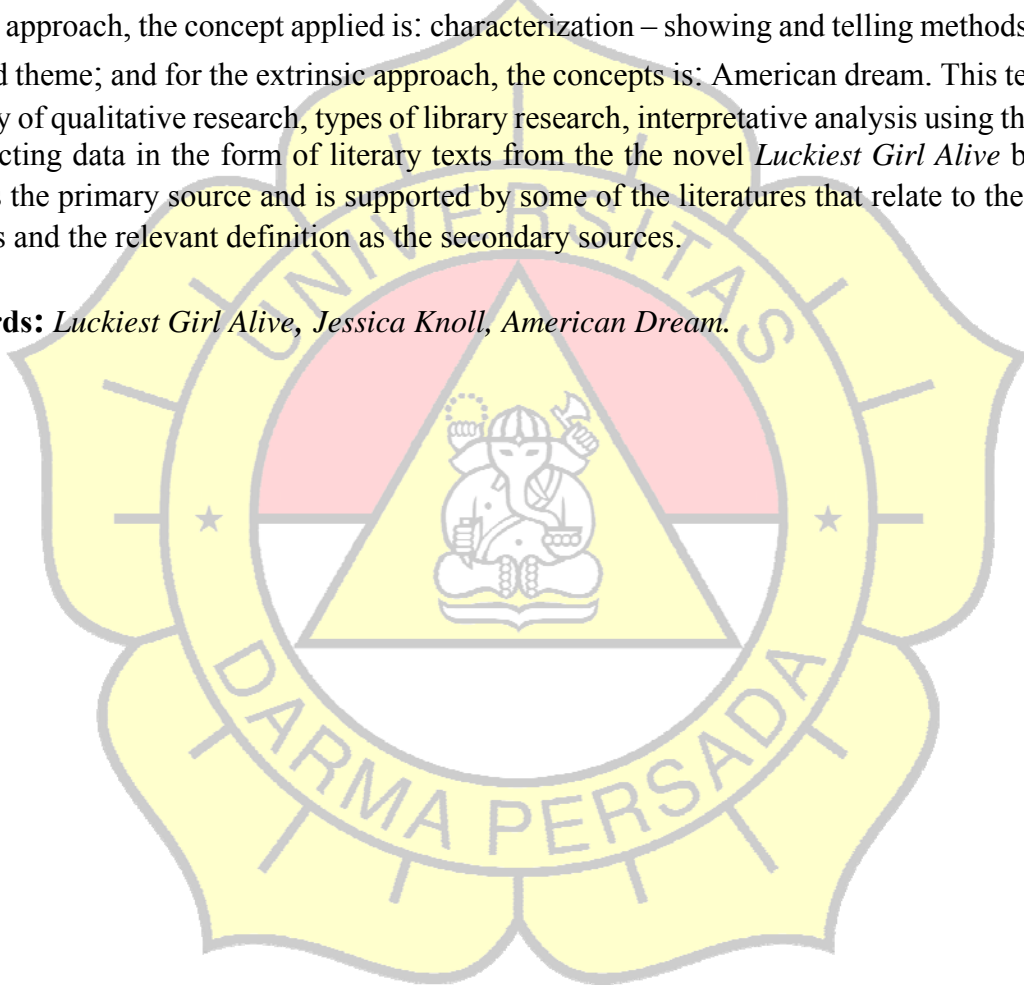 approach, the concept applied is: characterization – showing and telling methods
d theme; and for the extrinsic approach, the concepts is: American dream. This te
y of qualitative research, types of library research, interpretative analysis using th
cting data in the form of literary texts from the the novel Luckiest Girl Alive b
s the primary source and is supported by some of the literatures that relate to the
s and the relevant definition as the secondary sources.
rds: Luckiest Girl Alive, Jessica Knoll, American Dream.
UNIVERSITAS
DARMA PERSADA